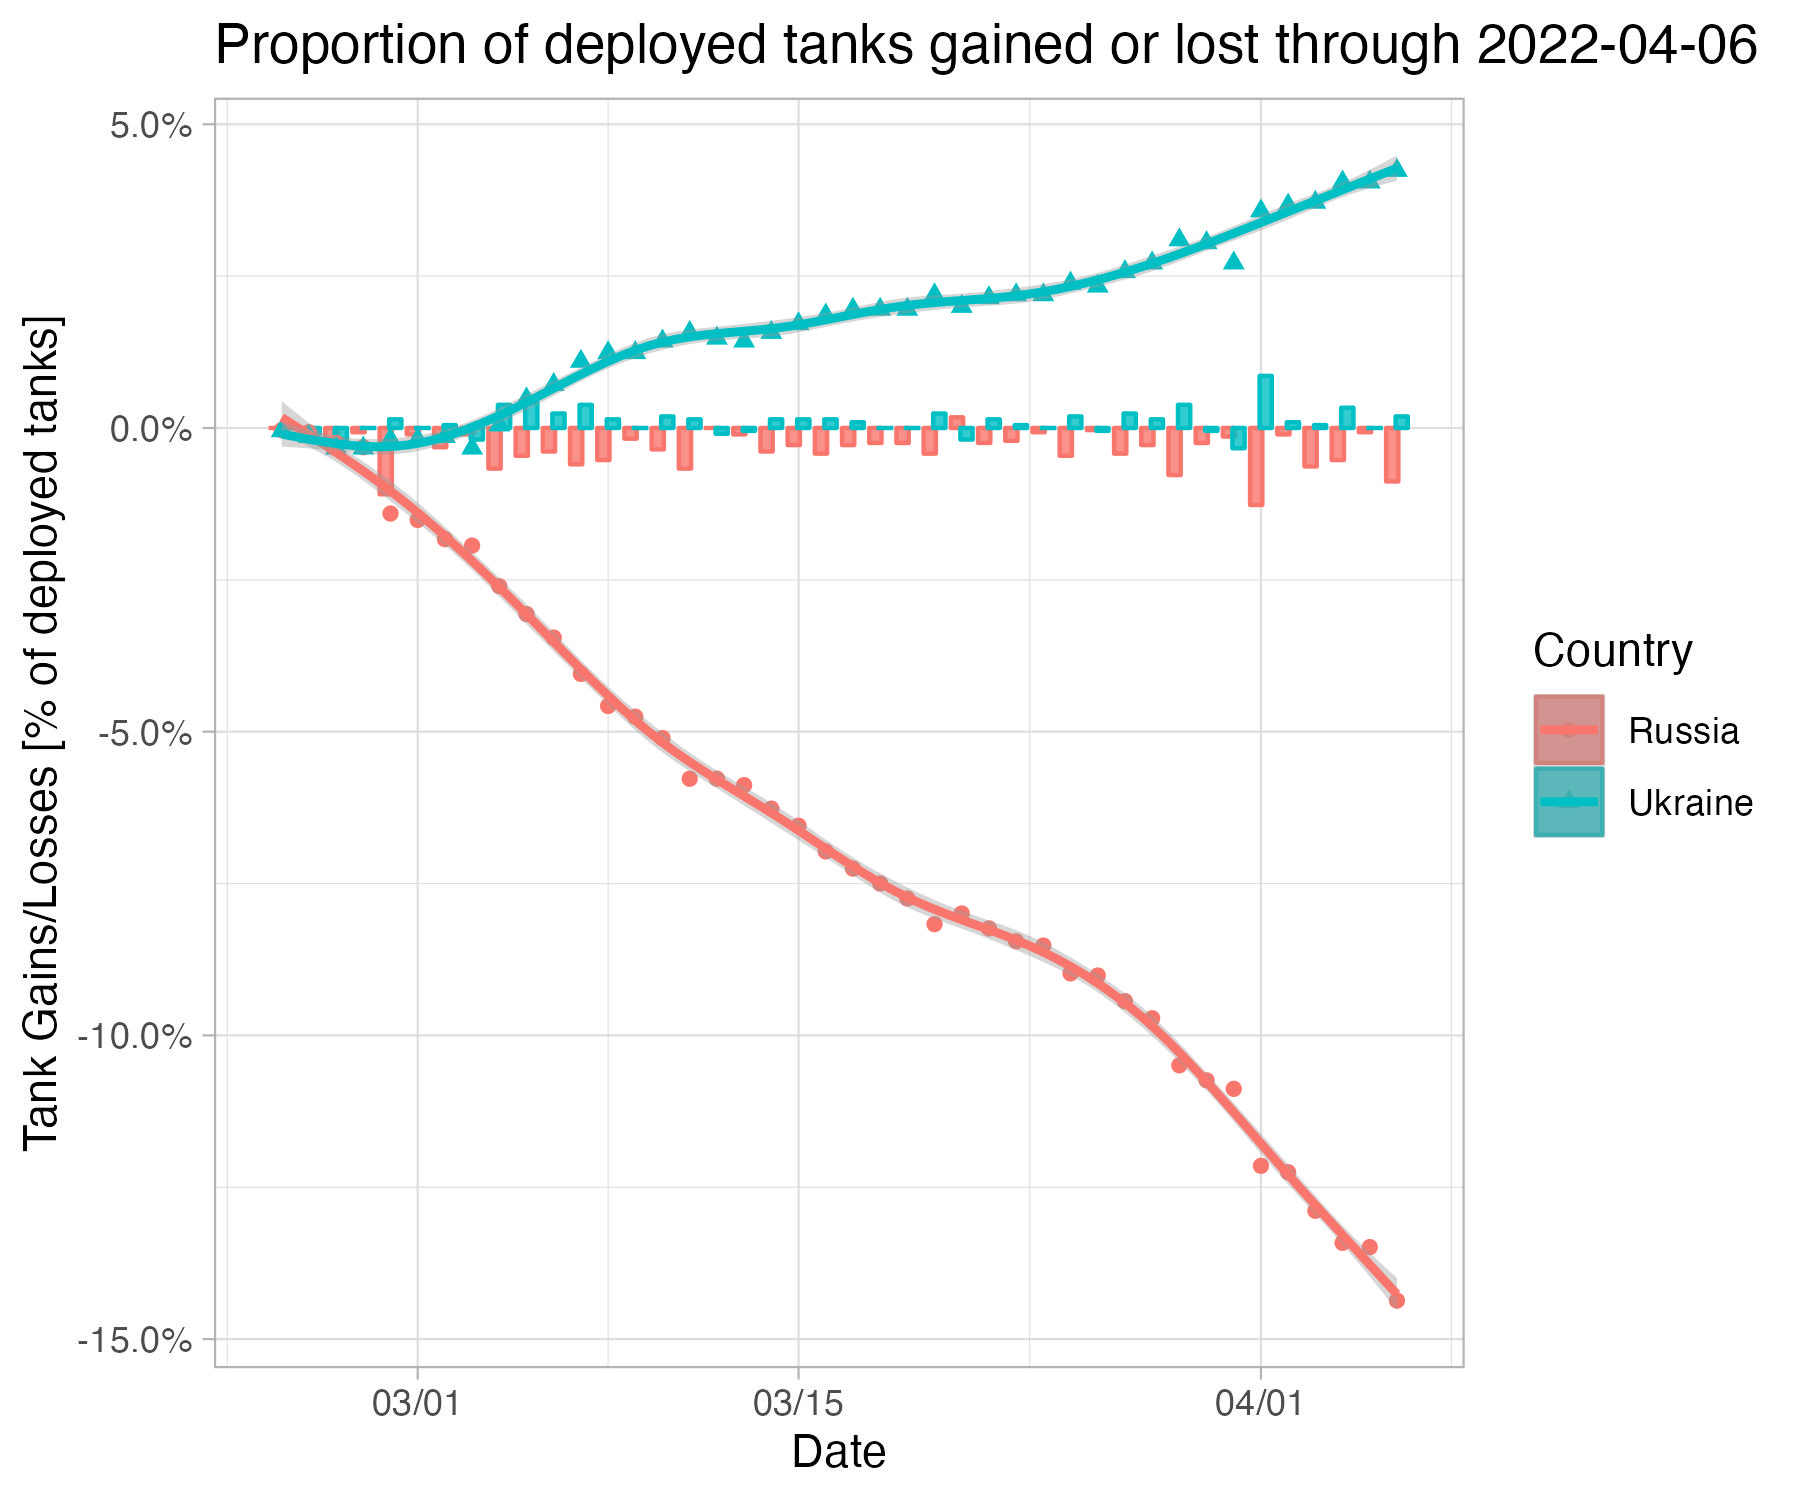 Proportion of deployed tanks gained or lost through 2022-04-06
Tank Gains/Losses [% of deployed tanks]
5.0%
0.0%
-5.0%
-10.0%
-15.0%
03/01
03/15
04/01
Date
Country
Russia
Ukraine